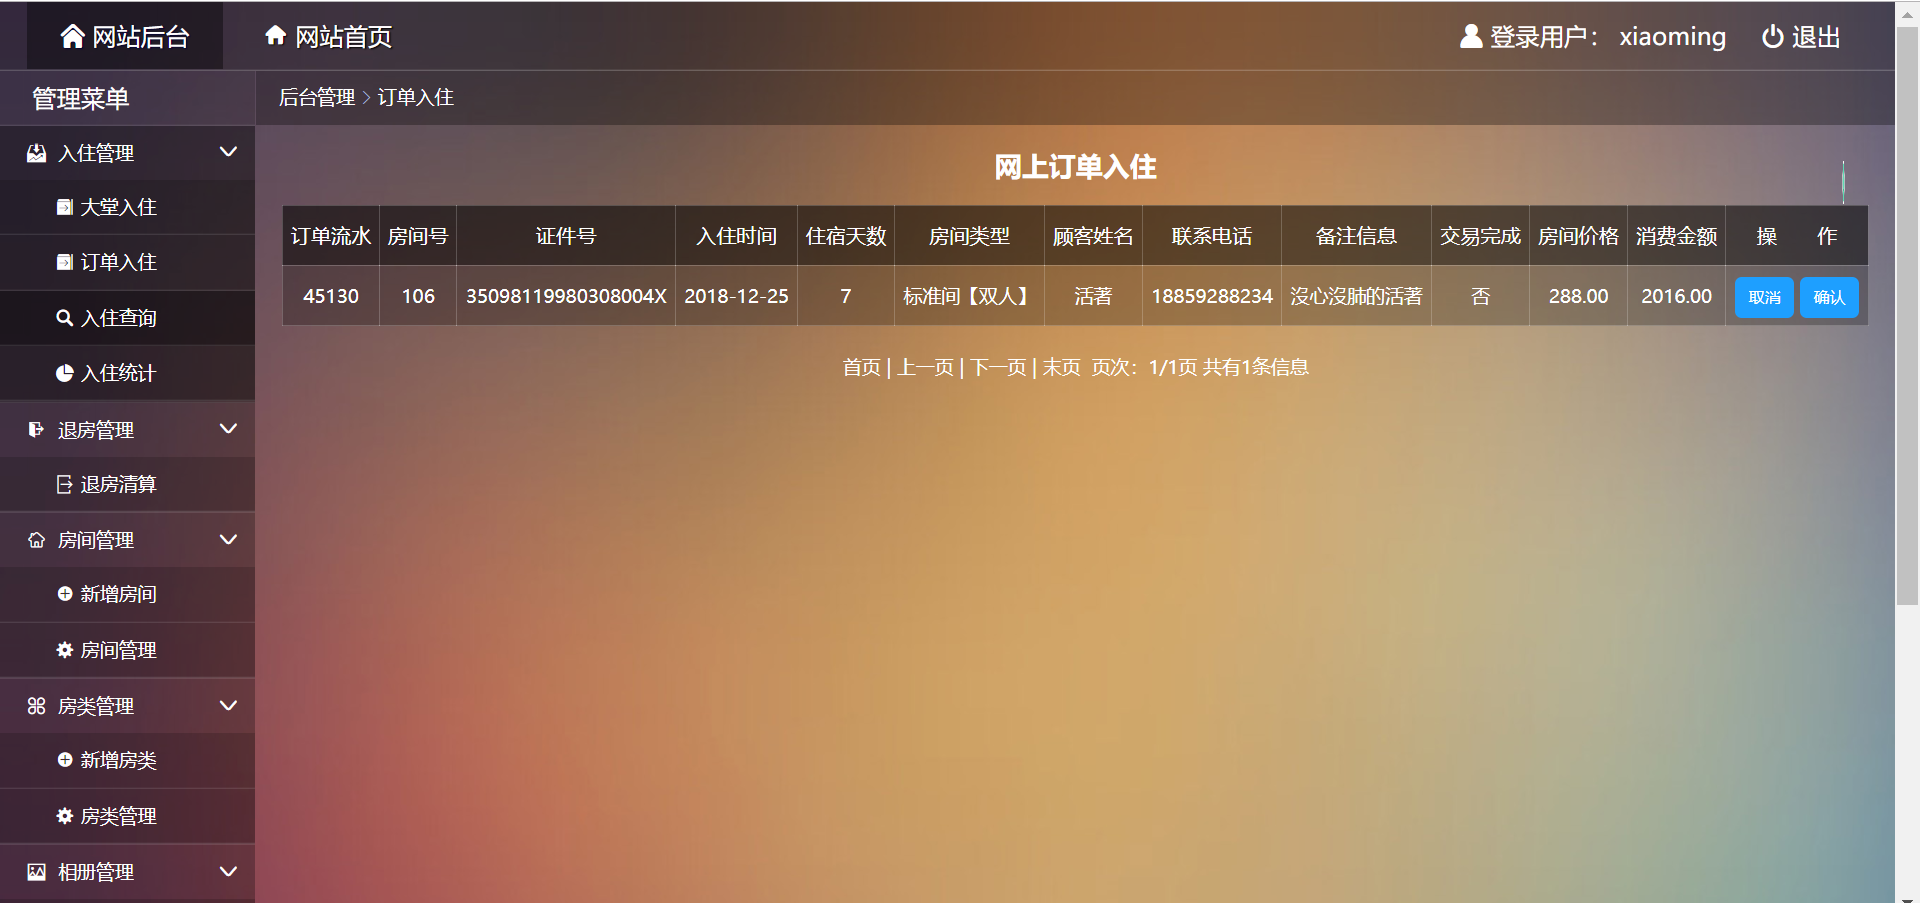 网站后台 网站首页 登录用户： xiaoming 退出
管理菜单
后台管理 > 订单入住
入住管理
大堂入住
订单入住
入住查询
入住统计
退房管理
退房清算
房间管理
新增房间
房间管理
房类管理
新增房类
房类管理
相册管理
网上订单入住
订单流水 房间号 证件号 入住时间 住宿天数 房间类型 顾客姓名 联系电话 备注信息 交易完成 房间价格 消费金额 操 作
45130 106 35098119980308004X 2018-12-25 7 标准间【双人】 活著 18859288234 沒心沒肺的活著 否 288.00 2016.00 取消 确认
首页 | 上一页 | 下一页 | 末页 页次：1/1页 共有1条信息